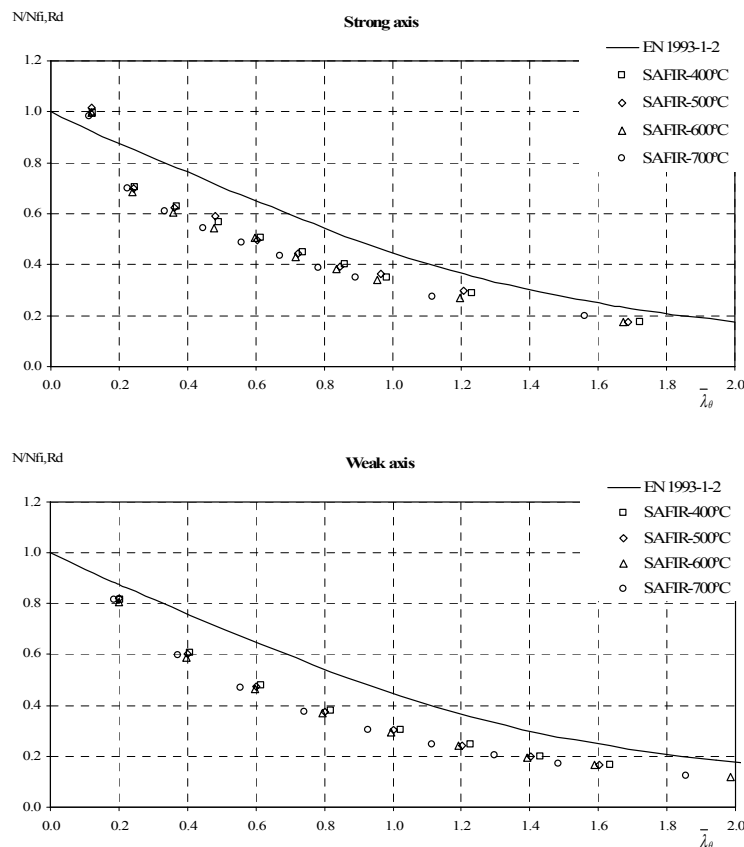 N/Nfi,Rd
Strong axis
1.2
1.0
0.8
0.6
0.4
0.2
0.0
EN 1993-1-2
SAFIR-400ºC
SAFIR-500ºC
SAFIR-600ºC
SAFIR-700ºC
0.0 0.2 0.4 0.6 0.8 1.0 1.2 1.4 1.6 1.8 2.0
λ̄θ
N/Nfi,Rd
Weak axis
1.2
1.0
0.8
0.6
0.4
0.2
0.0
EN 1993-1-2
SAFIR-400ºC
SAFIR-500ºC
SAFIR-600ºC
SAFIR-700ºC
0.0 0.2 0.4 0.6 0.8 1.0 1.2 1.4 1.6 1.8 2.0
λ̄θ